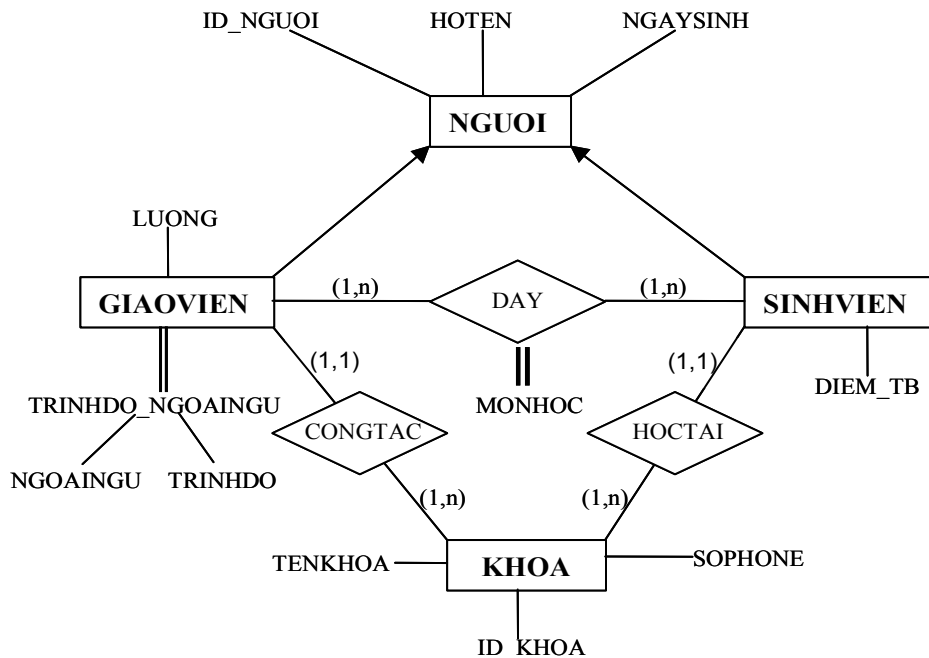 ID_NGUOI HOTEN NGAYSINH
NGUOI
LUONG
GIAOVIEN (1,n) DAY (1,n) SINHVIEN
(1,1) (1,1)
DIEM_TB
TRINHDO_NGOAINGU MONHOC
CONGTAC HOCTAI
NGOAINGU TRINHDO
(1,n) (1,n)
TENKHOA KHOA SOPHONE
ID_KHOA